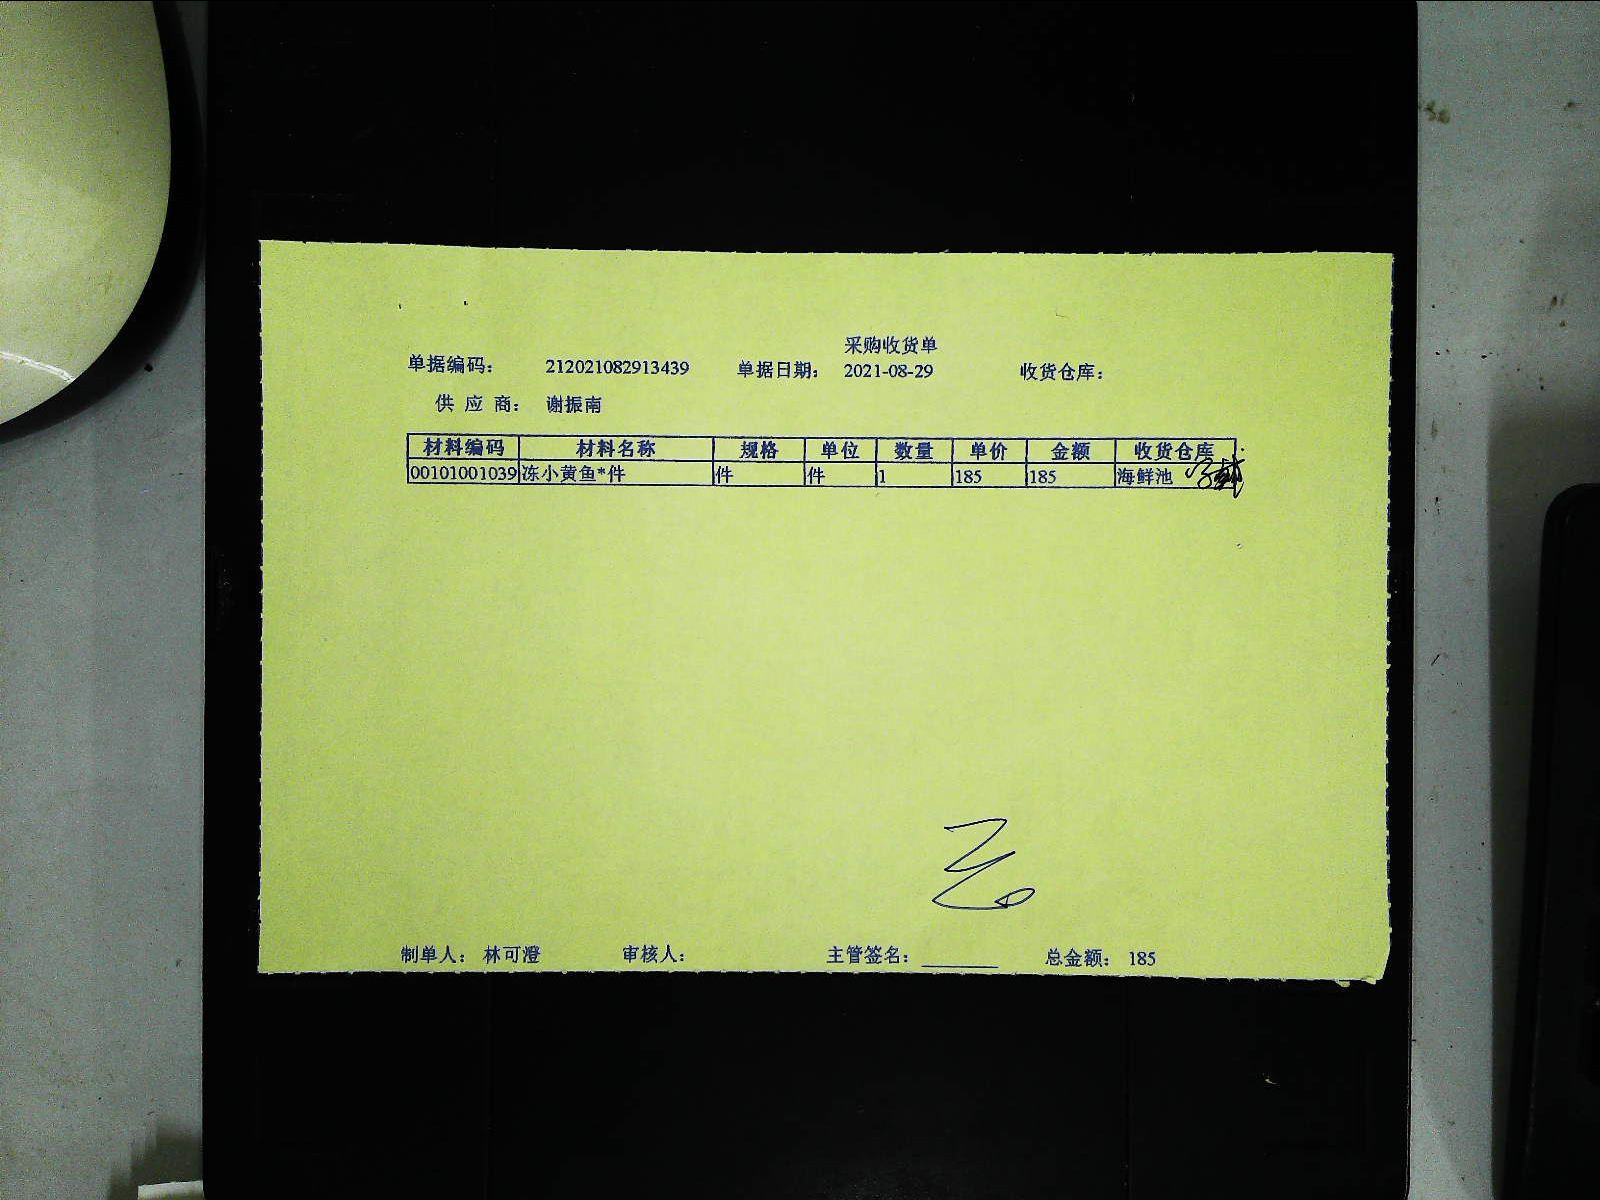 采购收货单
单据编码： 212021082913439 单据日期： 2021-08-29 收货仓库：
供 应 商： 谢振南
材料编码 材料名称 规格 单位 数量 单价 金额 收货仓库
00101001039 冻小黄鱼*件 件 件 1 185 185 海鲜池
制单人： 林可澄 审核人： 主管签名： ________ 总金额： 185